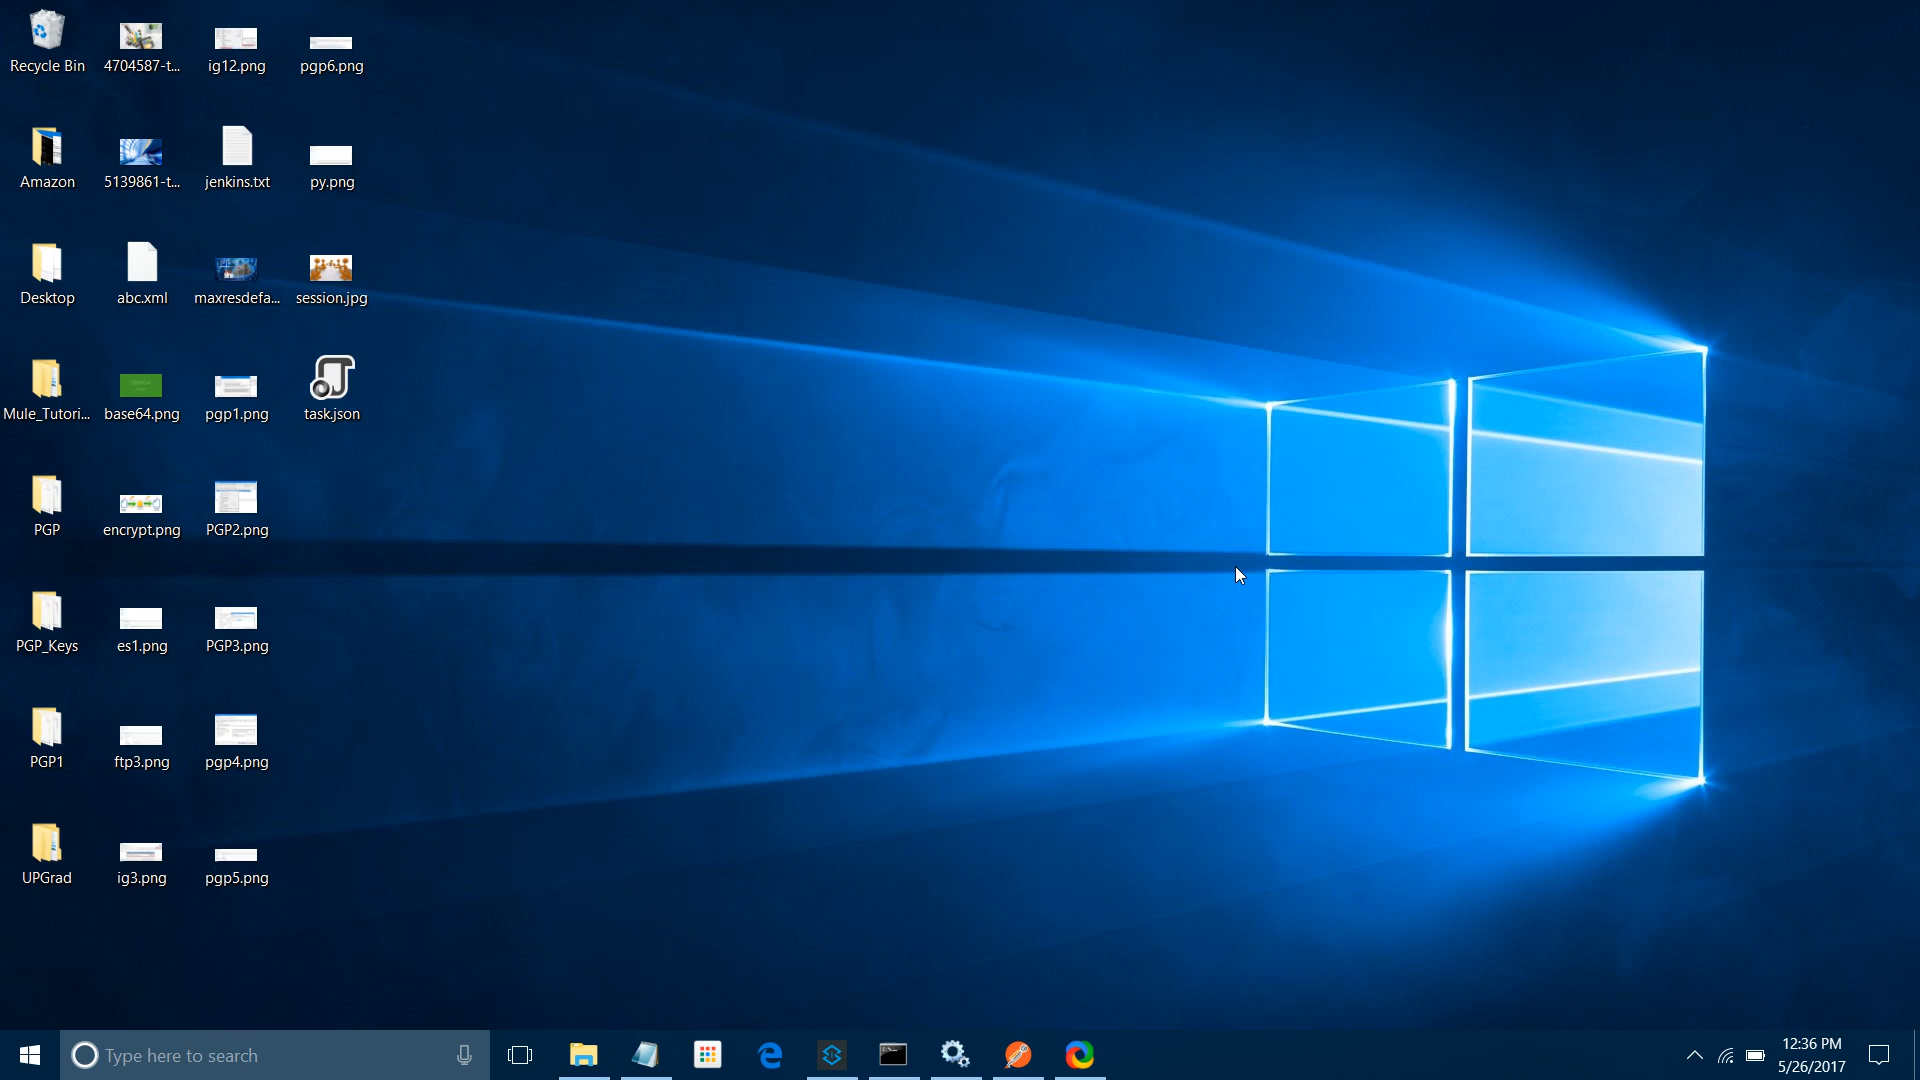 Recycle Bin
4704587-t...
ig12.png
pgp6.png
Amazon
5139861-t...
jenkins.txt
py.png
Desktop
abc.xml
maxresdefa...
session.jpg
Mule_Tutori...
base64.png
pgp1.png
task.json
PGP
encrypt.png
PGP2.png
PGP_Keys
es1.png
PGP3.png
PGP1
ftp3.png
pgp4.png
UPGrad
ig3.png
pgp5.png
Type here to search
12:36 PM
5/26/2017